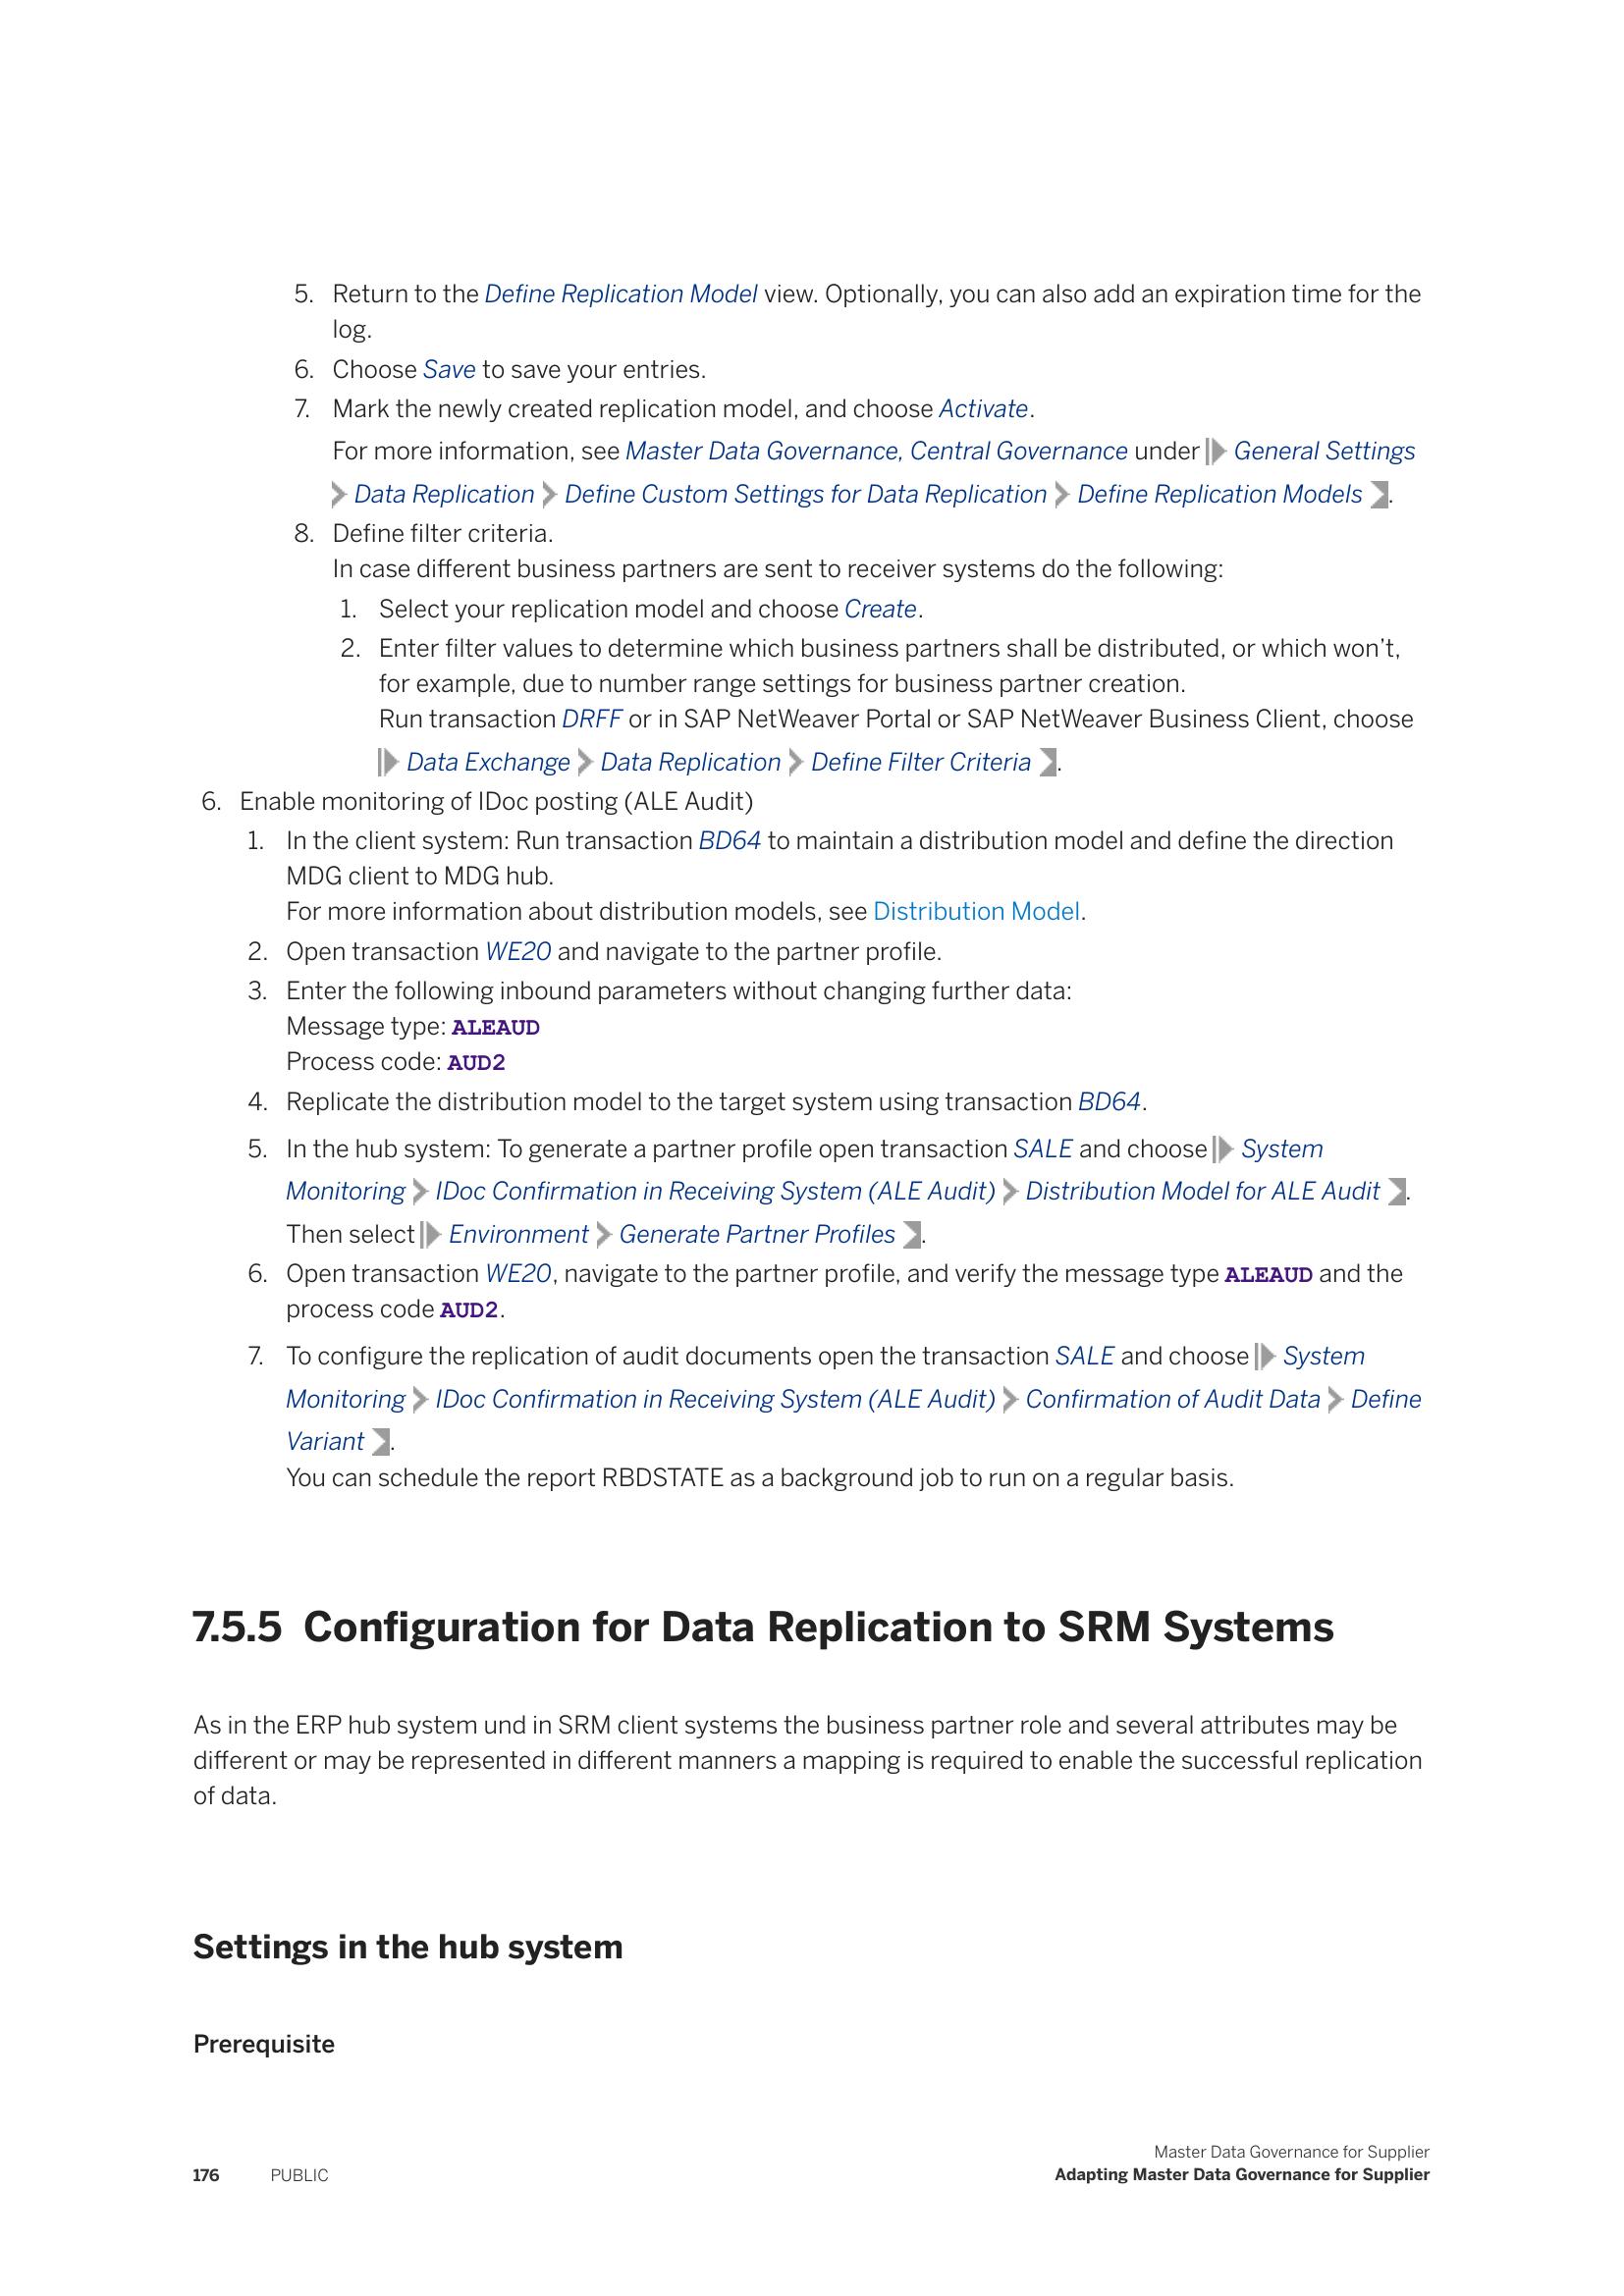 5. Return to the Define Replication Model view. Optionally, you can also add an expiration time for the
log.
6. Choose Save to save your entries.
7. Mark the newly created replication model, and choose Activate.
For more information, see Master Data Governance, Central Governance under General Settings
Data Replication Define Custom Settings for Data Replication Define Replication Models .
8. Define filter criteria.
In case different business partners are sent to receiver systems do the following:
1. Select your replication model and choose Create.
2. Enter filter values to determine which business partners shall be distributed, or which won't,
for example, due to number range settings for business partner creation.
Run transaction DRFF or in SAP NetWeaver Portal or SAP NetWeaver Business Client, choose
Data Exchange Data Replication Define Filter Criteria .
6. Enable monitoring of IDoc posting (ALE Audit)
1. In the client system: Run transaction BD64 to maintain a distribution model and define the direction
MDG client to MDG hub.
For more information about distribution models, see Distribution Model.
2. Open transaction WE20 and navigate to the partner profile.
3. Enter the following inbound parameters without changing further data:
Message type: ALEAUD
Process code: AUD2
4. Replicate the distribution model to the target system using transaction BD64.
5. In the hub system: To generate a partner profile open transaction SALE and choose System
Monitoring IDoc Confirmation in Receiving System (ALE Audit) Distribution Model for ALE Audit .
Then select Environment Generate Partner Profiles .
6. Open transaction WE20, navigate to the partner profile, and verify the message type ALEAUD and the
process code AUD2.
7. To configure the replication of audit documents open the transaction SALE and choose System
Monitoring IDoc Confirmation in Receiving System (ALE Audit) Confirmation of Audit Data Define
Variant .
You can schedule the report RBDSTATE as a background job to run on a regular basis.
7.5.5 Configuration for Data Replication to SRM Systems
As in the ERP hub system und in SRM client systems the business partner role and several attributes may be
different or may be represented in different manners a mapping is required to enable the successful replication
of data.
Settings in the hub system
Prerequisite
Master Data Governance for Supplier
176 PUBLIC Adapting Master Data Governance for Supplier